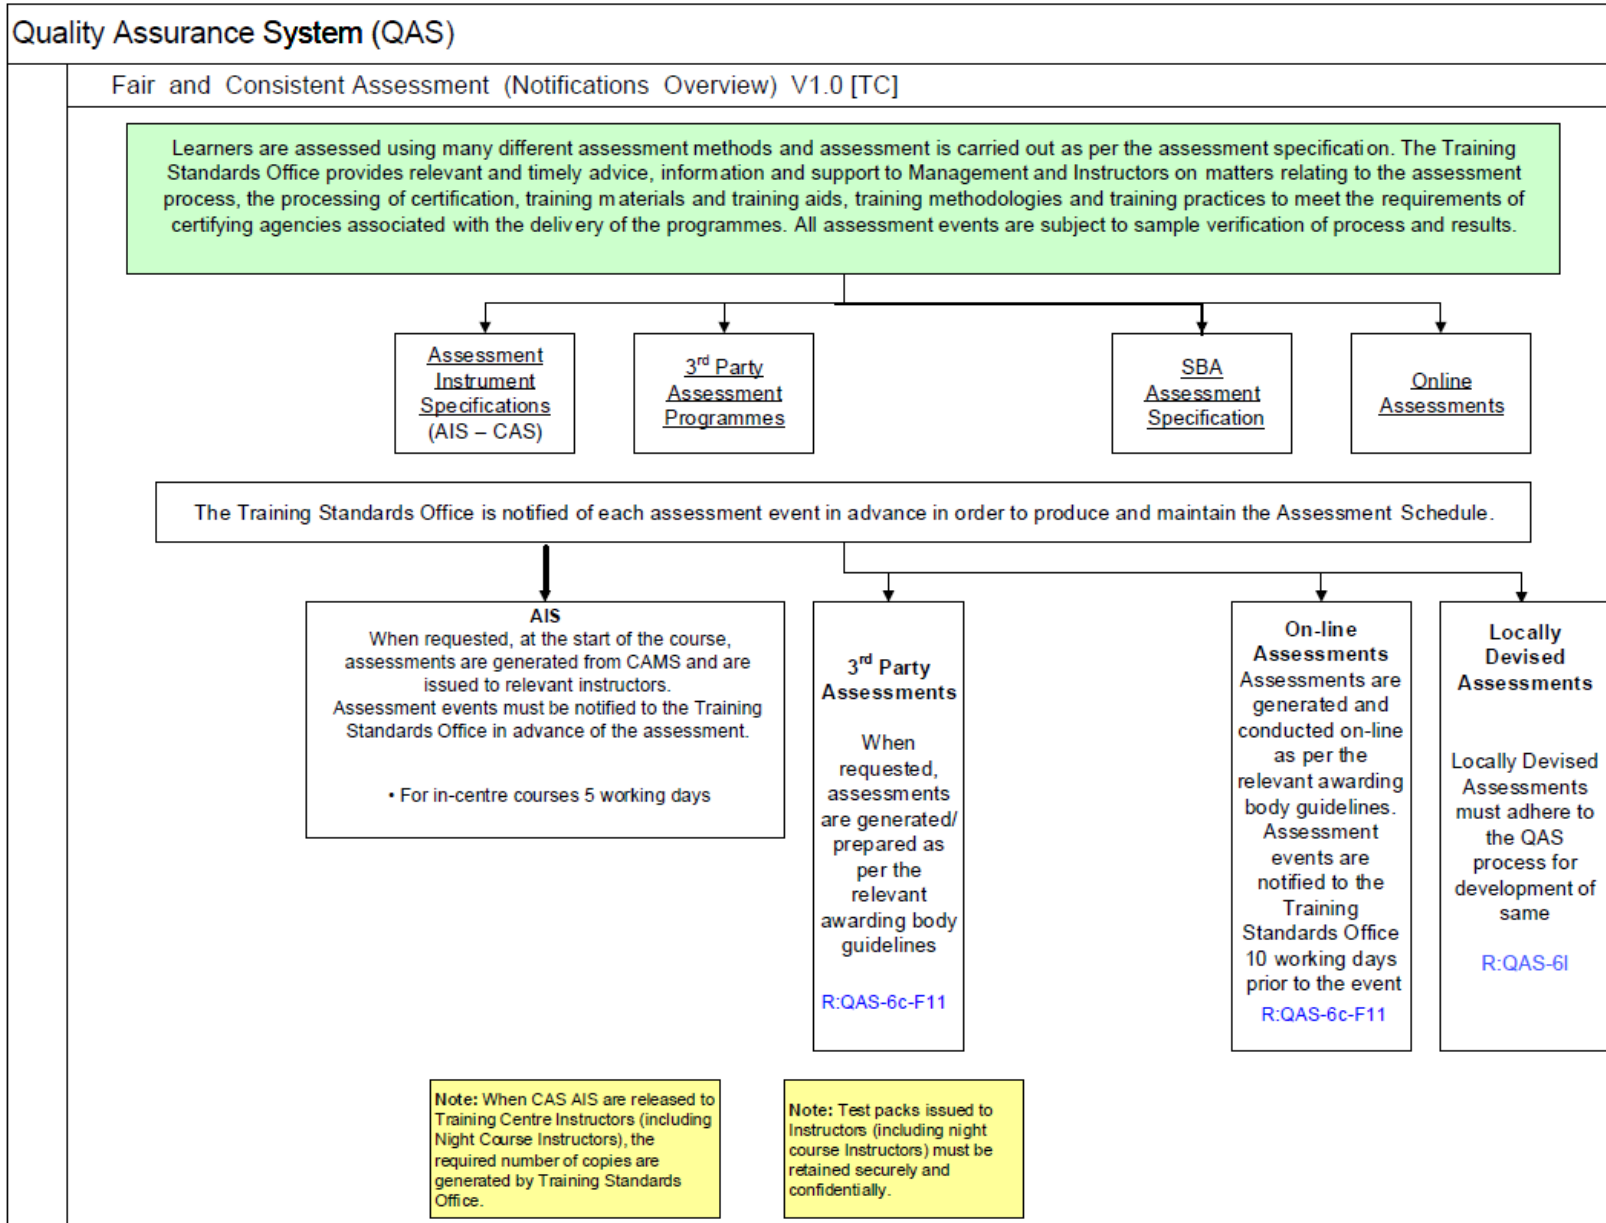 Quality Assurance System (QAS)
Fair and Consistent Assessment (Notifications Overview) V1.0 [TC]
Learners are assessed using many different assessment methods and assessment is carried out as per the assessment specification. The Training
Standards Office provides relevant and timely advice, information and support to Management and Instructors on matters relating to the assessment
process, the processing of certification, training materials and training aids, training methodologies and training practices to meet the requirements of
certifying agencies associated with the delivery of the programmes. All assessment events are subject to sample verification of process and results.
Assessment
Instrument
Specifications
(AIS – CAS)
3rd Party
Assessment
Programmes
SBA
Assessment
Specification
Online
Assessments
The Training Standards Office is notified of each assessment event in advance in order to produce and maintain the Assessment Schedule.
AIS
When requested, at the start of the course,
assessments are generated from CAMS and are
issued to relevant instructors.
Assessment events must be notified to the Training
Standards Office in advance of the assessment.
• For in-centre courses 5 working days
3rd Party
Assessments
When
requested,
assessments
are generated/
prepared as
per the
relevant
awarding body
guidelines
R:QAS-6c-F11
On-line
Assessments
Assessments are
generated and
conducted on-line
as per the
relevant awarding
body guidelines.
Assessment
events are
notified to the
Training
Standards Office
10 working days
prior to the event
R:QAS-6c-F11
Locally
Devised
Assessments
Locally Devised
Assessments
must adhere to
the QAS
process for
development of
same
R:QAS-6l
Note: When CAS AIS are released to
Training Centre Instructors (including
Night Course Instructors), the
required number of copies are
generated by Training Standards
Office.
Note: Test packs issued to
Instructors (including night
course Instructors) must be
retained securely and
confidentially.